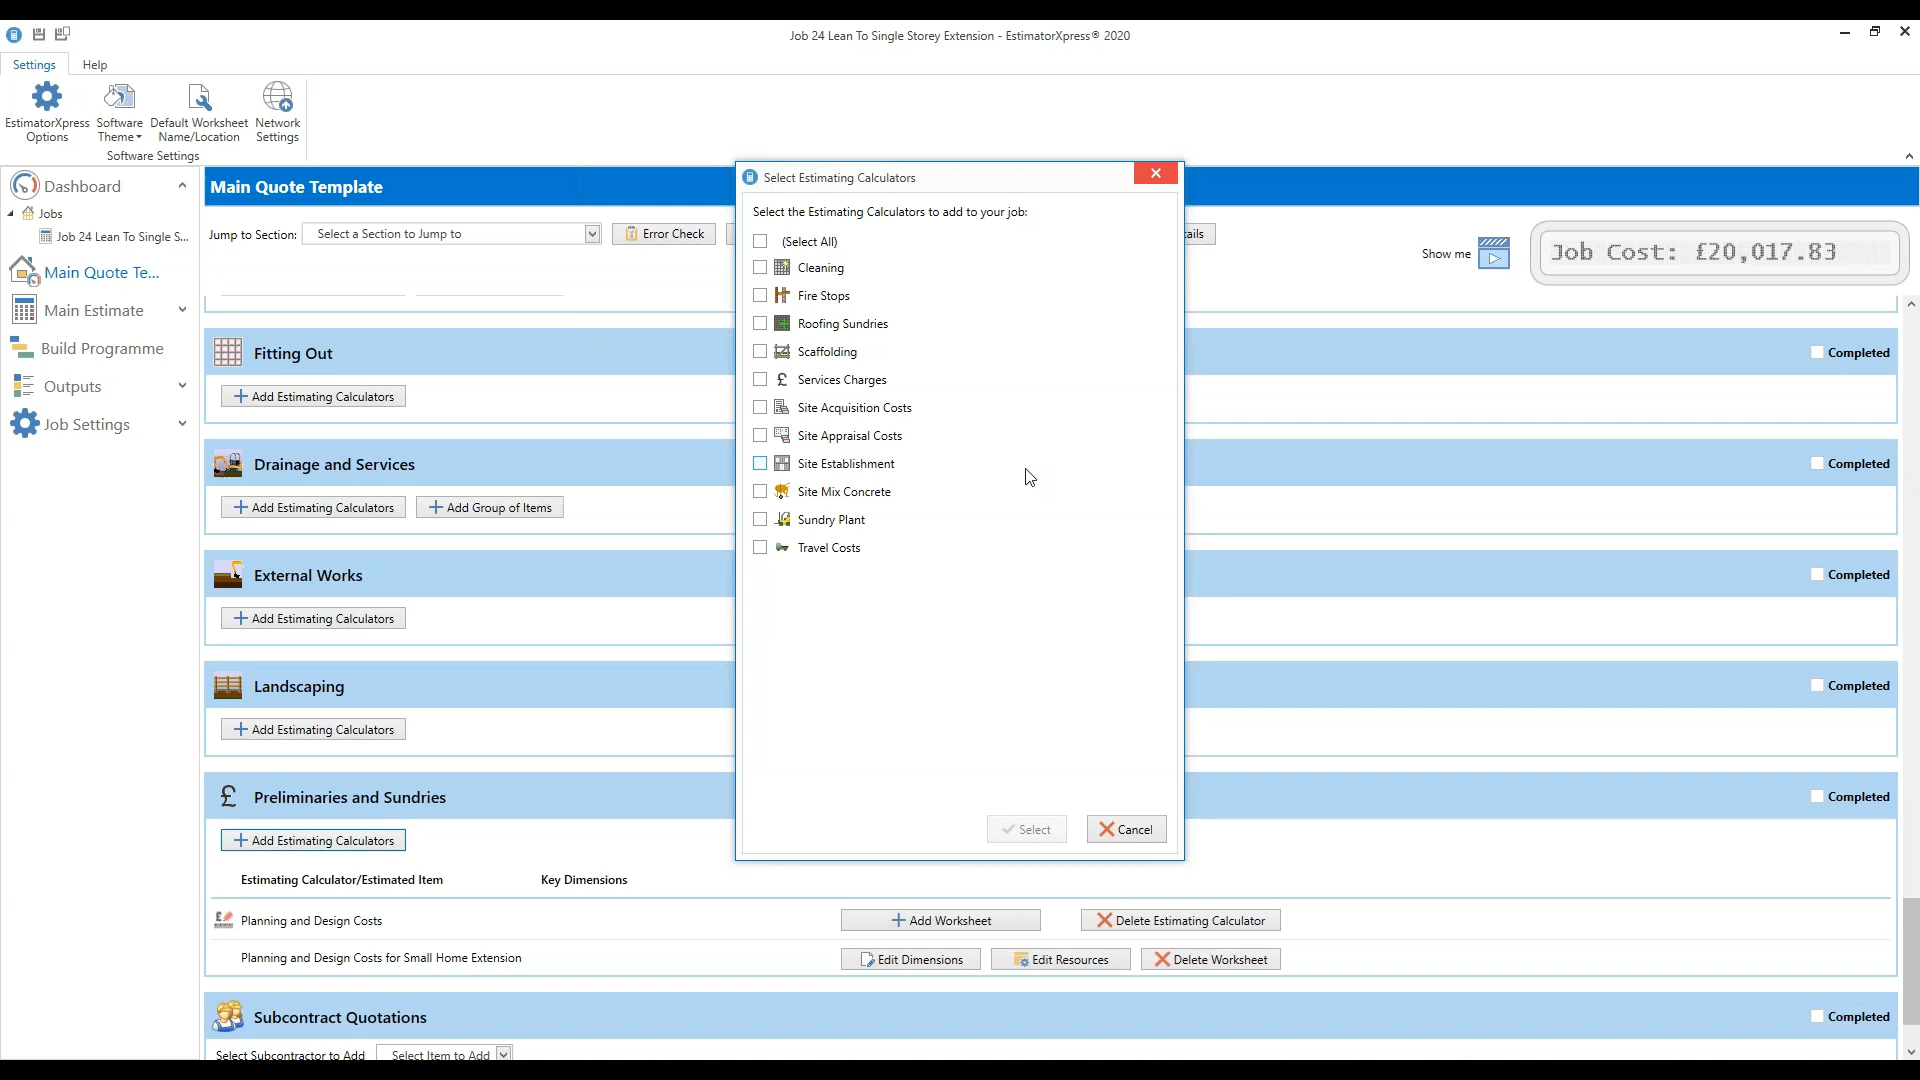 Job 24 Lean To Single Storey Extension - EstimatorXpress® 2020
Settings Help
EstimatorXpress Options
Software Theme
Default Worksheet Name/Location
Network Settings
Software Settings
Dashboard
Jobs
Job 24 Lean To Single S...
Main Quote Te...
Main Estimate
Build Programme
Outputs
Job Settings
Main Quote Template
Jump to Section: Select a Section to Jump to Error Check ails
Show me
Job Cost: £20,017.83
Fitting Out Completed
Add Estimating Calculators
Drainage and Services Completed
Add Estimating Calculators Add Group of Items
External Works Completed
Add Estimating Calculators
Landscaping Completed
Add Estimating Calculators
£ Preliminaries and Sundries Completed
Add Estimating Calculators
Estimating Calculator/Estimated Item Key Dimensions
Planning and Design Costs Add Worksheet Delete Estimating Calculator
Planning and Design Costs for Small Home Extension Edit Dimensions Edit Resources Delete Worksheet
Subcontract Quotations Completed
Select Subcontractor to Add Select Item to Add
Select Estimating Calculators
Select the Estimating Calculators to add to your job:
(Select All)
Cleaning
Fire Stops
Roofing Sundries
Scaffolding
£ Services Charges
Site Acquisition Costs
Site Appraisal Costs
Site Establishment
Site Mix Concrete
Sundry Plant
Travel Costs
Select Cancel